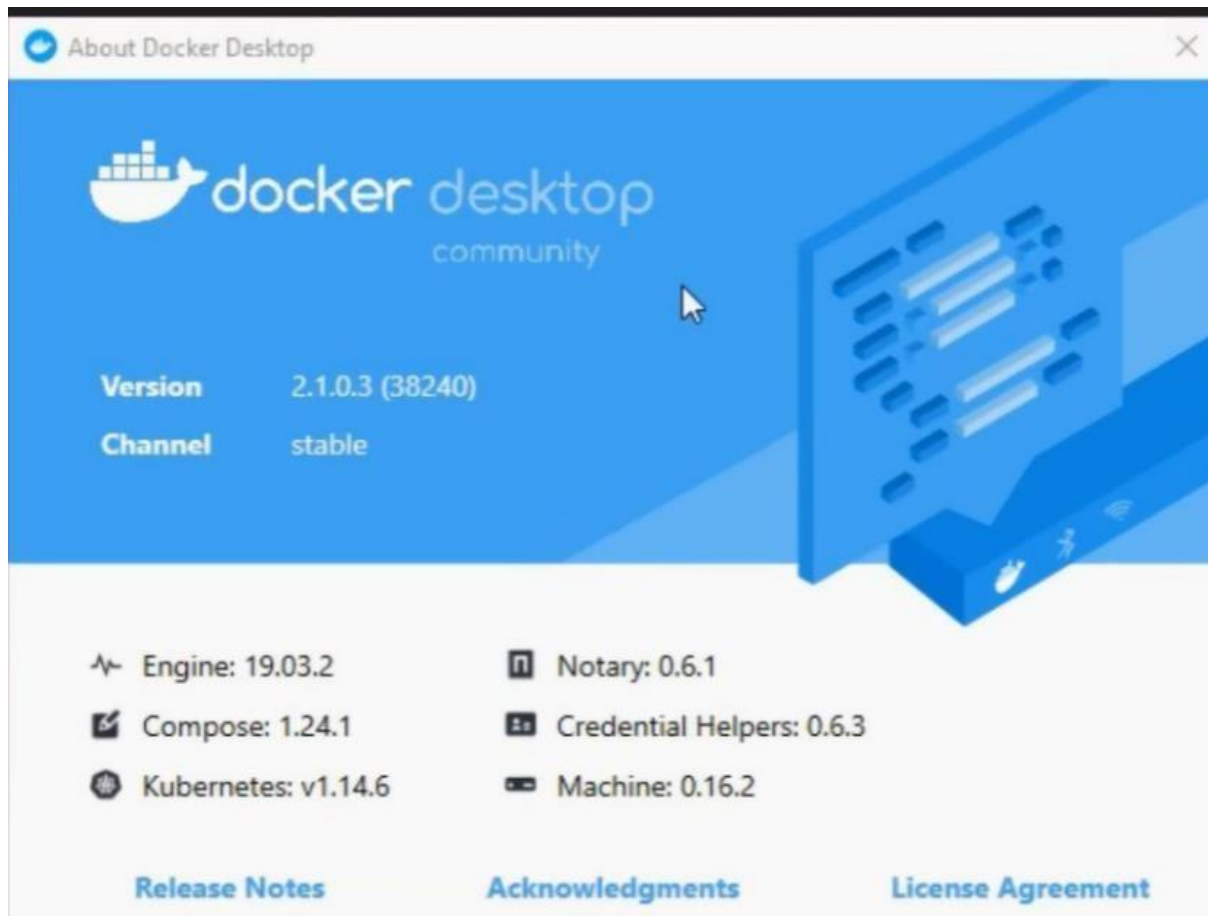 About Docker Desktop
docker desktop
community
Version 2.1.0.3 (38240)
Channel stable
Engine: 19.03.2 Notary: 0.6.1
Compose: 1.24.1 Credential Helpers: 0.6.3
Kubernetes: v1.14.6 Machine: 0.16.2
Release Notes Acknowledgments License Agreement